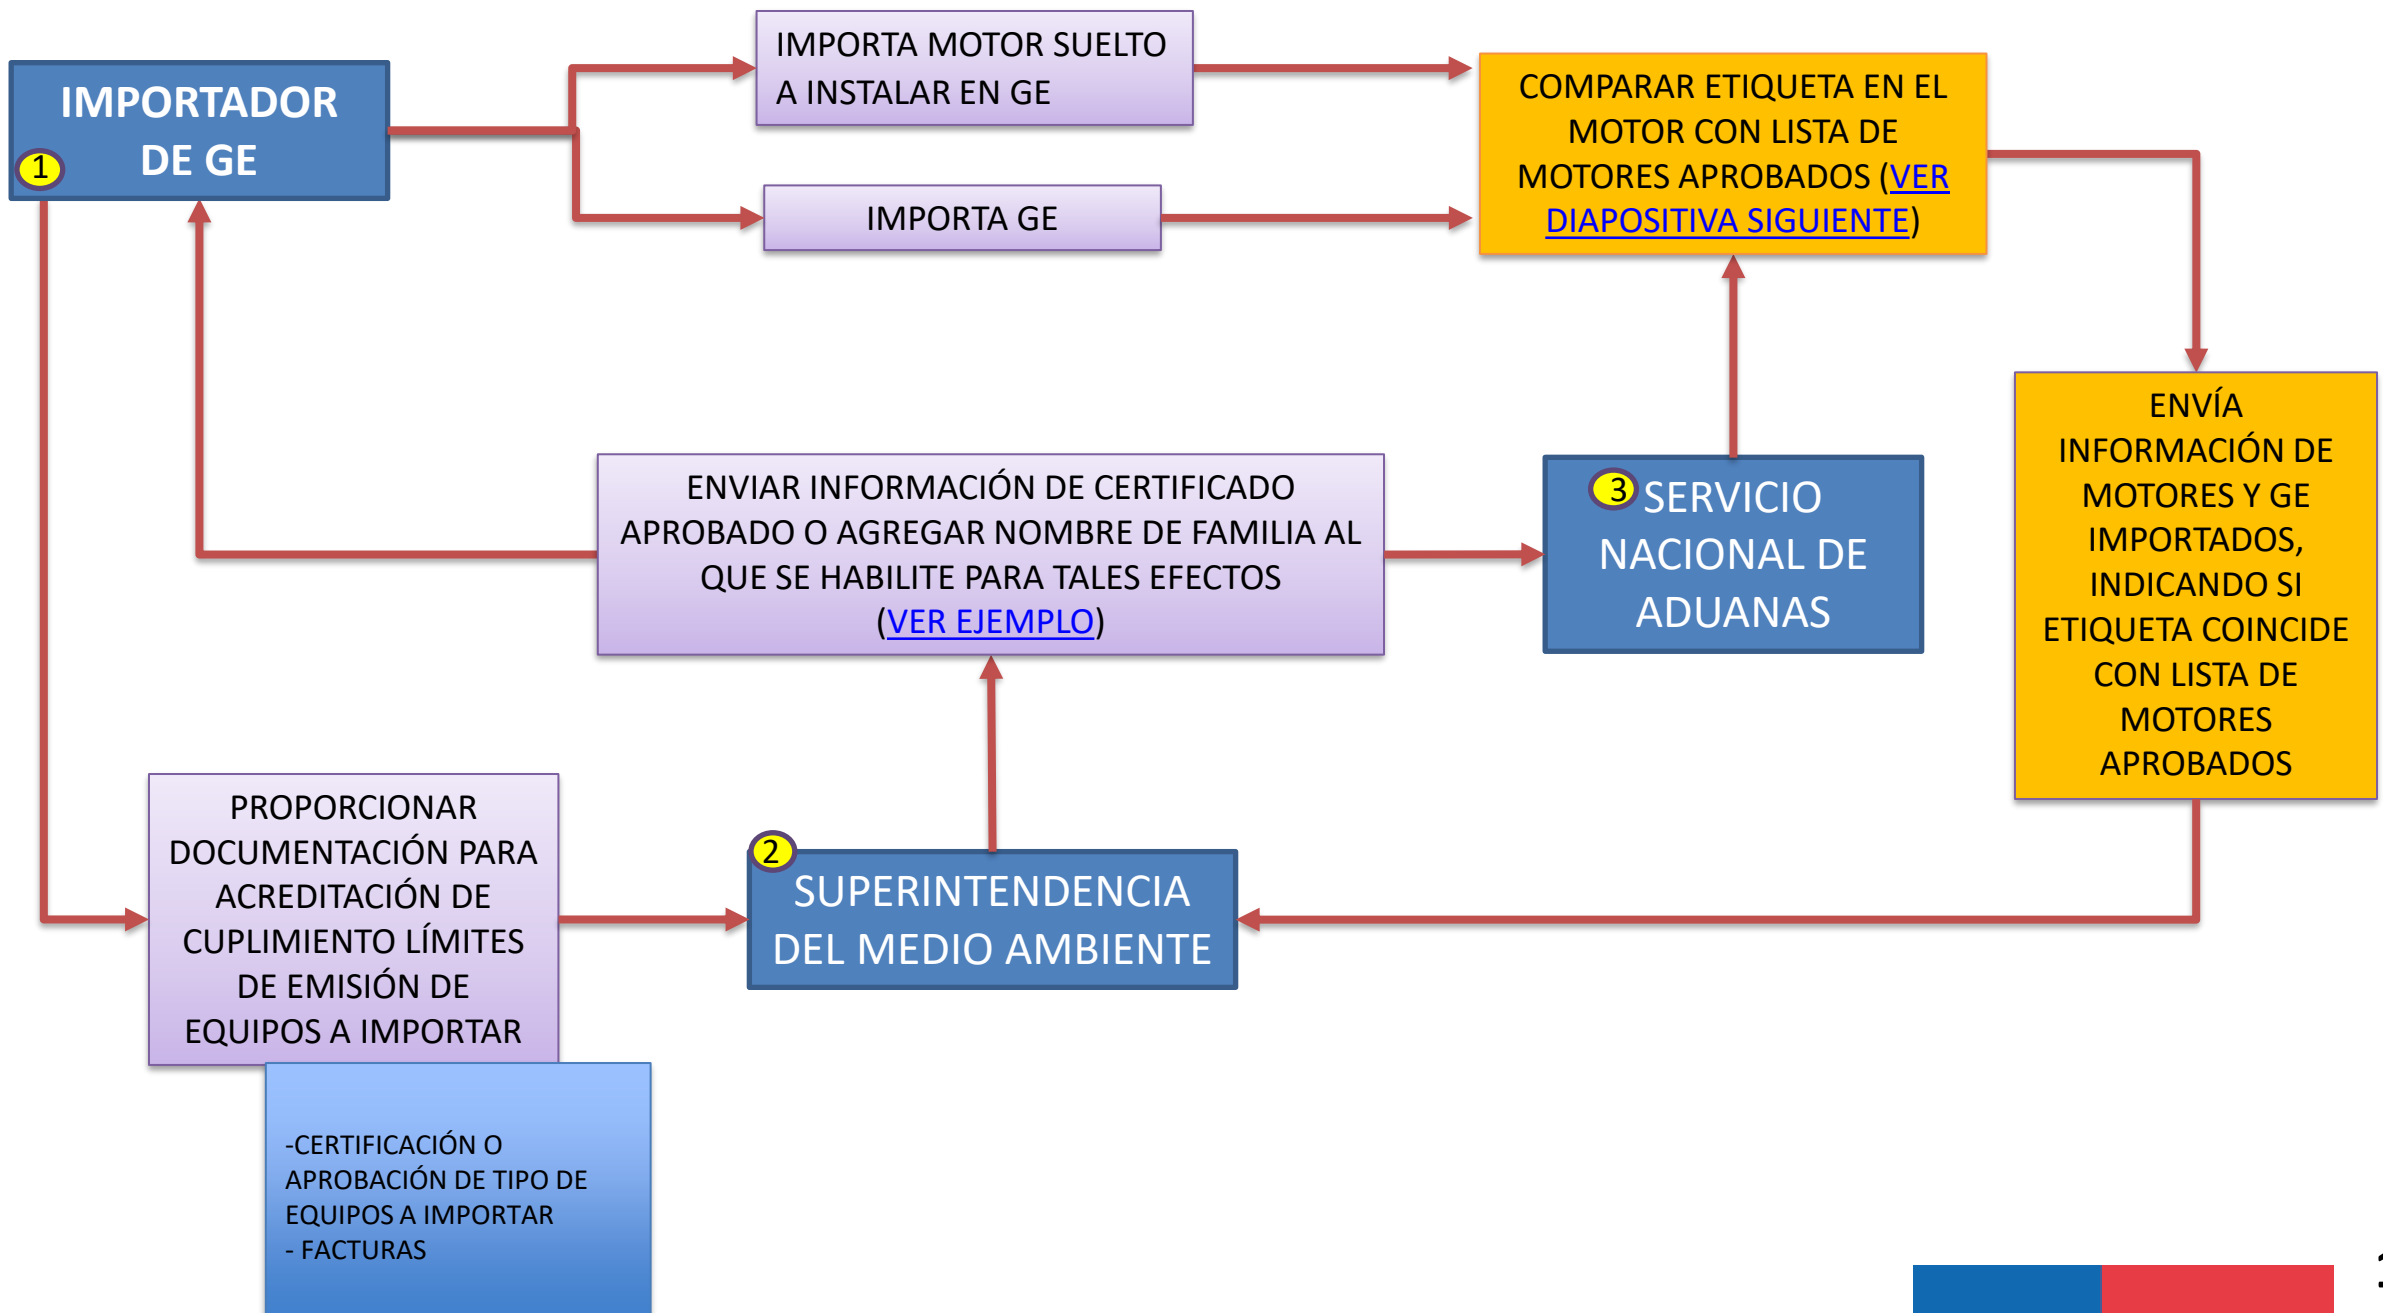 IMPORTADOR
DE GE
1
IMPORTA MOTOR SUELTO
A INSTALAR EN GE
IMPORTA GE
COMPARAR ETIQUETA EN EL
MOTOR CON LISTA DE
MOTORES APROBADOS (VER
DIAPOSITIVA SIGUIENTE)
ENVÍA
INFORMACIÓN DE
MOTORES Y GE
IMPORTADOS,
INDICANDO SI
ETIQUETA COINCIDE
CON LISTA DE
MOTORES
APROBADOS
ENVIAR INFORMACIÓN DE CERTIFICADO
APROBADO O AGREGAR NOMBRE DE FAMILIA AL
QUE SE HABILITE PARA TALES EFECTOS
(VER EJEMPLO)
3
SERVICIO
NACIONAL DE
ADUANAS
PROPORCIONAR
DOCUMENTACIÓN PARA
ACREDITACIÓN DE
CUPLIMIENTO LÍMITES
DE EMISIÓN DE
EQUIPOS A IMPORTAR
2
SUPERINTENDENCIA
DEL MEDIO AMBIENTE
-CERTIFICACIÓN O
APROBACIÓN DE TIPO DE
EQUIPOS A IMPORTAR
- FACTURAS